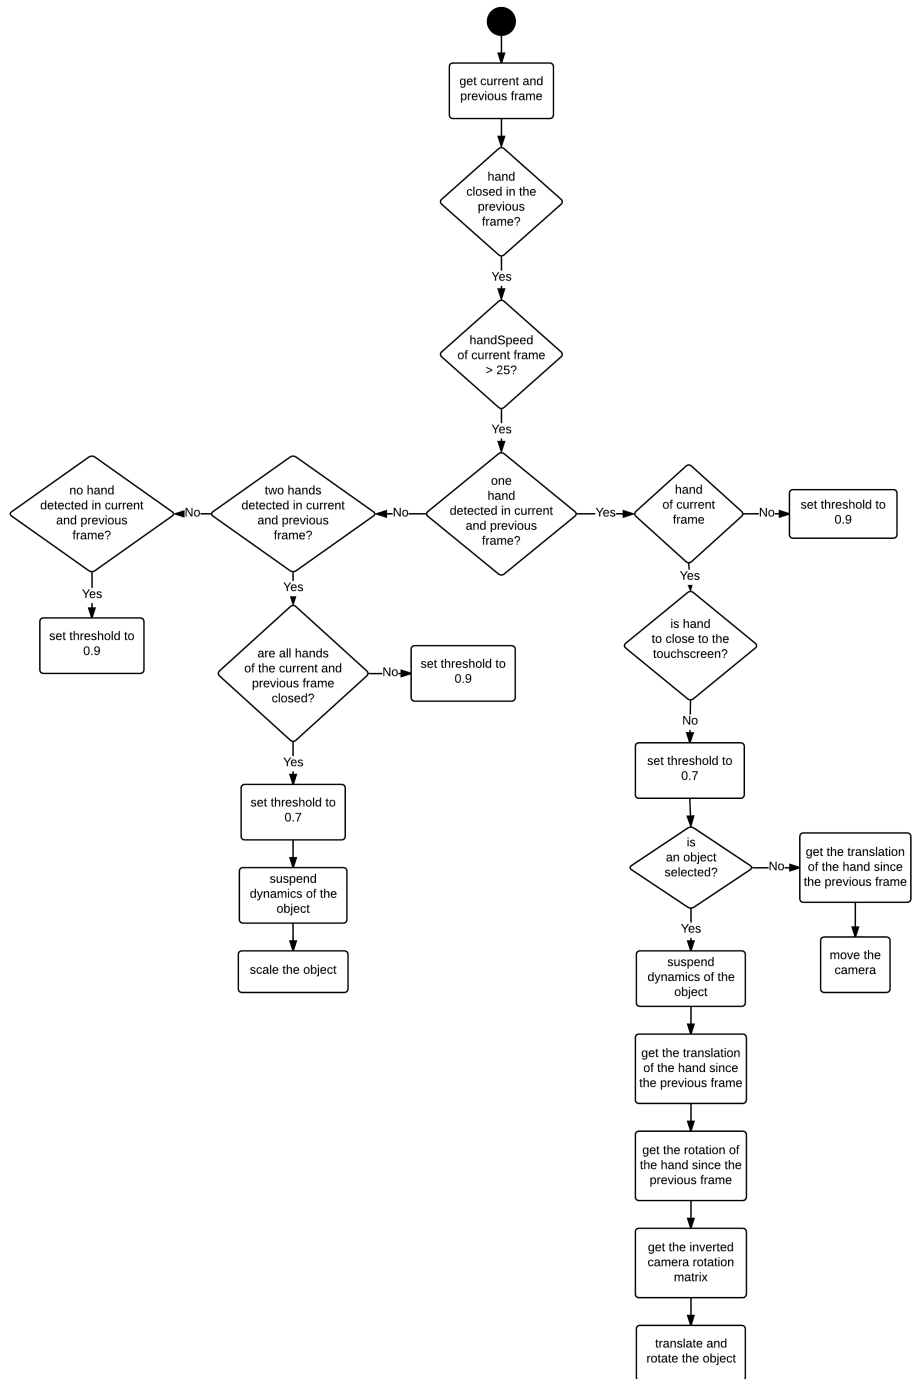 get current and
previous frame
hand
closed in the
previous
frame?
Yes
handSpeed
of current frame
> 25?
Yes
one
hand
detected in current
and previous
frame?
No
two hands
detected in current
and previous
frame?
No
no hand
detected in current
and previous
frame?
Yes
set threshold to
0.9
Yes
are all hands
of the current and
previous frame
closed?
No
set threshold to
0.9
Yes
set threshold to
0.7
suspend
dynamics of the
object
scale the object
Yes
hand
of current
frame
No
set threshold to
0.9
Yes
is hand
to close to the
touchscreen?
No
set threshold to
0.7
is
an object
selected?
No
get the translation
of the hand since
the previous frame
move the
camera
Yes
suspend
dynamics of the
object
get the translation
of the hand since
the previous frame
get the rotation of
the hand since the
previous frame
get the inverted
camera rotation
matrix
translate and
rotate the object